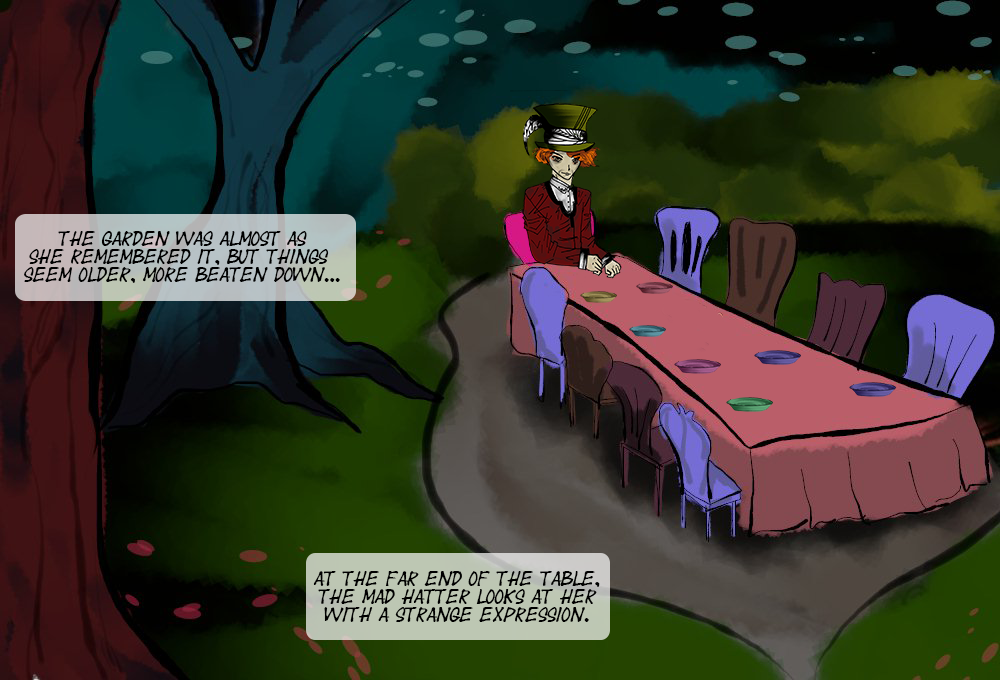 THE GARDEN WAS ALMOST AS
SHE REMEMBERED IT, BUT THINGS
SEEM OLDER, MORE BEATEN DOWN...
AT THE FAR END OF THE TABLE,
THE MAD HATTER LOOKS AT HER
WITH A STRANGE EXPRESSION.